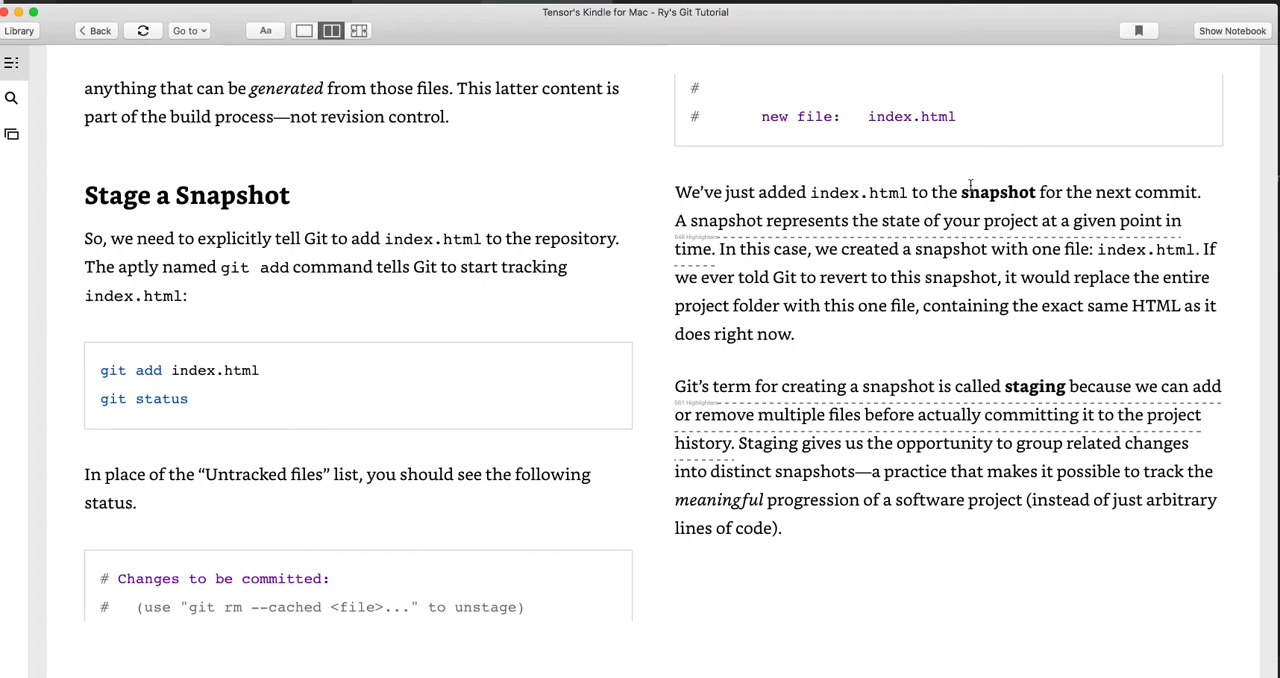 Tensor's Kindle for Mac - Ry's Git Tutorial
Library
Back
Go to
Aa
Show Notebook
anything that can be generated from those files. This latter content is
part of the build process—not revision control.
Stage a Snapshot
So, we need to explicitly tell Git to add index.html to the repository.
The aptly named git add command tells Git to start tracking
index.html:
git add index.html
git status
In place of the “Untracked files” list, you should see the following
status.
# Changes to be committed:
#   (use "git rm --cached <file>..." to unstage)
#
#       new file:   index.html
We’ve just added index.html to the snapshot for the next commit.
A snapshot represents the state of your project at a given point in
648 Highlighters
time. In this case, we created a snapshot with one file: index.html. If
we ever told Git to revert to this snapshot, it would replace the entire
project folder with this one file, containing the exact same HTML as it
does right now.
Git’s term for creating a snapshot is called staging because we can add
561 Highlighters
or remove multiple files before actually committing it to the project
history. Staging gives us the opportunity to group related changes
into distinct snapshots—a practice that makes it possible to track the
meaningful progression of a software project (instead of just arbitrary
lines of code).